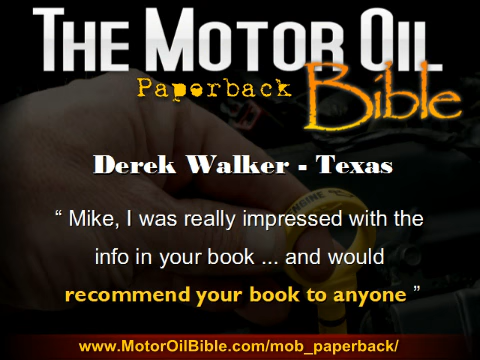 THE MOTOR OIL
Paperback Bible
Derek Walker - Texas
“ Mike, I was really impressed with the
info in your book ... and would
recommend your book to anyone ”
www.MotorOilBible.com/mob_paperback/
ENGINE